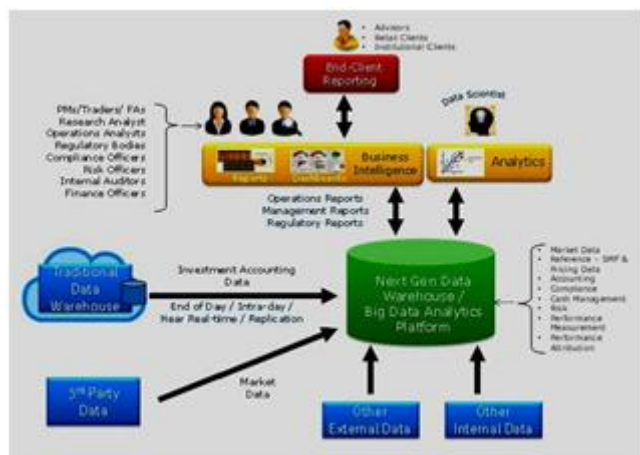 Advisors
Retail Clients
Institutional Clients
End-Client
Reporting
Data Scientist
PMs/Traders/ FAs
Research Analyst
Operations Analysts
Regulatory Bodies
Compliance Officers
Risk Officers
Internal Auditors
Finance Officers
Reports
Dashboards
Business
Intelligence
Analytics
Operations Reports
Management Reports
Regulatory Reports
Traditional
Data
Warehouse
Investment Accounting
Data
End of Day / Intra-day /
Near Real-time / Replication
Next Gen Data
Warehouse /
Big Data Analytics
Platform
Market Data
Reference - SMF &
Pricing Data
Accounting
Compliance
Cash Management
Risk
Performance
Measurement
Performance
Attribution
3rd Party
Data
Market
Data
Other
External Data
Other
Internal Data